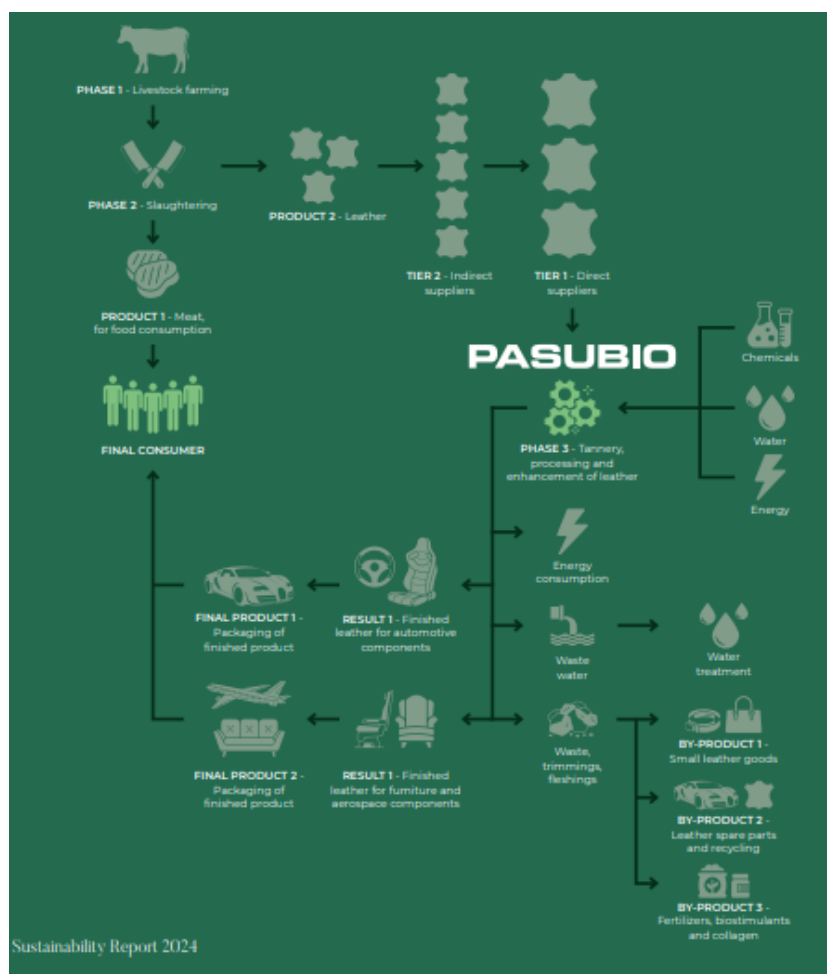 PHASE 1 - Livestock farming
PHASE 2 - Slaughtering
PRODUCT 2 - Leather
TIER 2 - Indirect
suppliers
TIER 1 - Direct
suppliers
PRODUCT 1 - Meat,
for food consumption
PASUBIO
Chemicals
FINAL CONSUMER
PHASE 3 - Tannery,
processing and
enhancement of leather
Water
Energy
Energy
consumption
FINAL PRODUCT 1 -
Packaging of
finished product
RESULT 1 - Finished
leather for automotive
components
Waste
water
Water
treatment
FINAL PRODUCT 2 -
Packaging of
finished product
RESULT 1 - Finished
leather for furniture and
aerospace components
Waste,
trimmings,
fleshings
BY-PRODUCT 1 -
Small leather goods
BY-PRODUCT 2 -
Leather spare parts
and recycling
BY-PRODUCT 3 -
Fertilizers, biostimulants
and collagen
Sustainability Report 2024